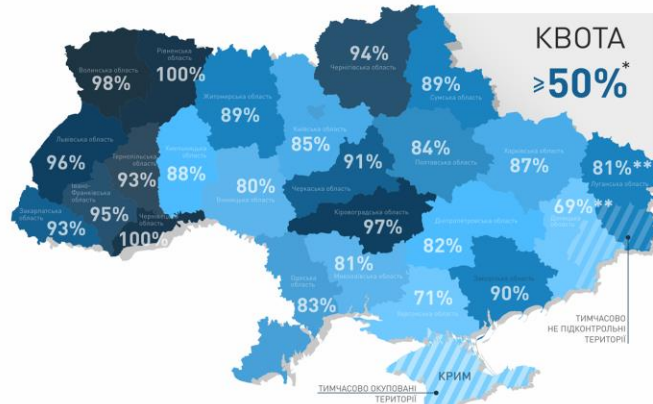 КВОТА
≥50%*
Волинська область
98%
Рівненська
область
100%
Житомирська область
89%
Київська область
85%
94%
Чернігівська область
89%
Сумська область
Львівська область
96%
Тернопільська
область
93%
Хмельницька
область
88%
80%
Вінницька область
91%
Черкаська область
84%
Полтавська область
Харківська область
87%
81%**
Луганська область
Івано-
Франківська
область
95%
Закарпатська
область
93%
область
100%
Кіровоградська область
97%
Дніпропетровська
область
82%
69%**
Донецька
область
81%
Миколаївська область
Одеська
область
83%
71%
Херсонська область
Запорізька
область
90%
ТИМЧАСОВО
НЕ ПІДКОНТРОЛЬНІ
ТЕРИТОРІЇ
КРИМ
ТИМЧАСОВО ОКУПОВАНІ
ТЕРИТОРІЇ